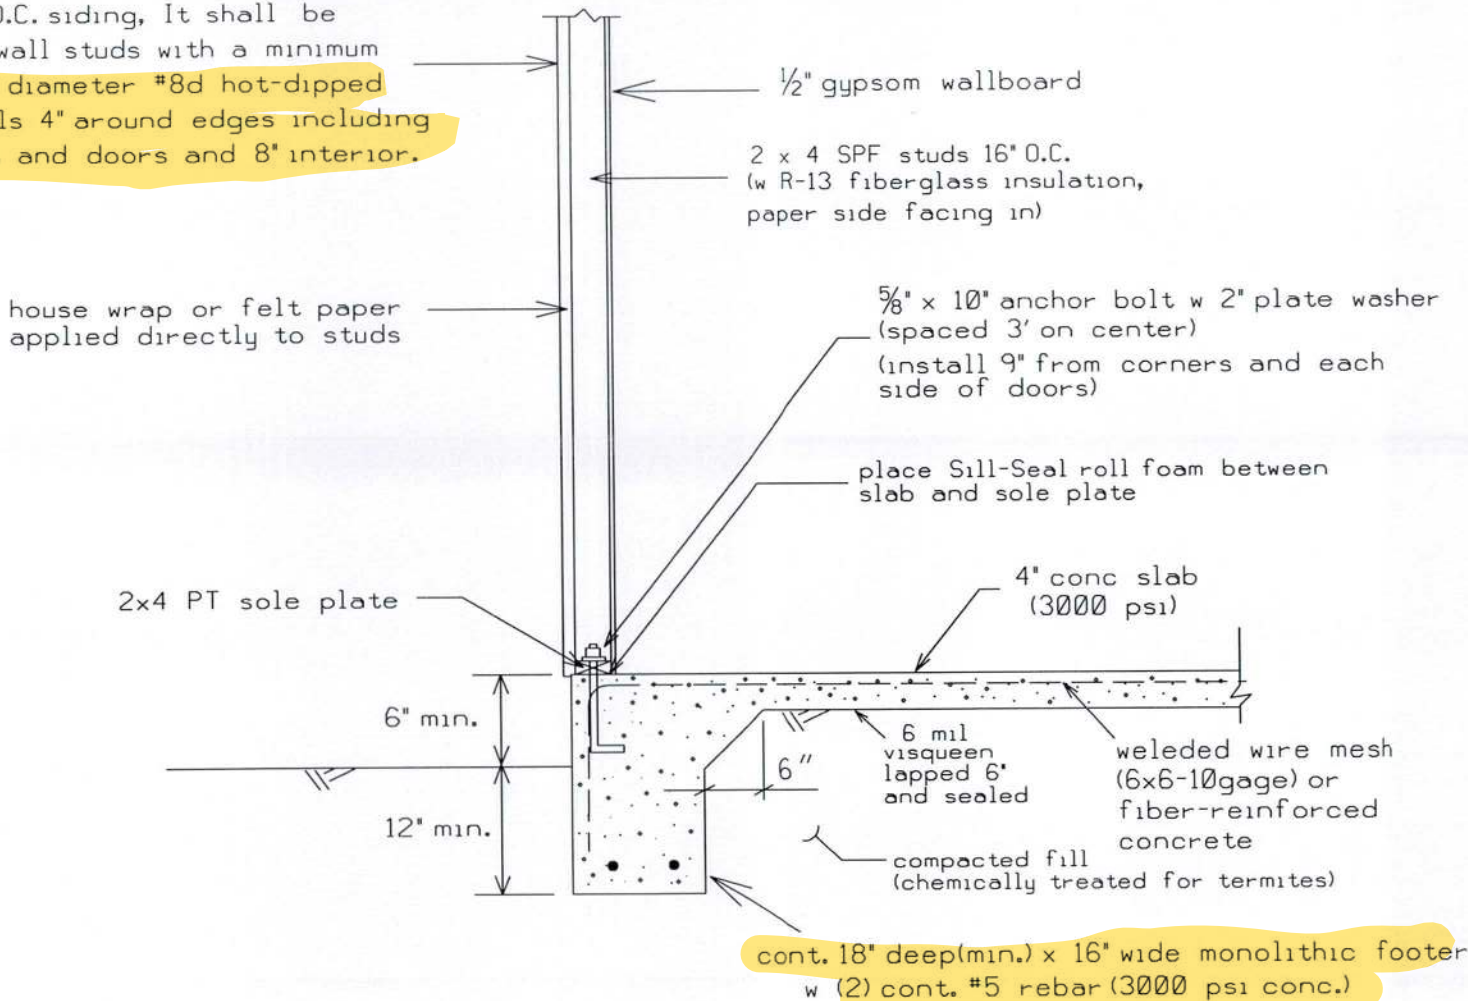 O.C. siding, It shall be
wall studs with a minimum
diameter #8d hot-dipped
ls 4" around edges including
and doors and 8" interior.
½" gypsom wallboard
2 x 4 SPF studs 16" O.C.
(w R-13 fiberglass insulation,
paper side facing in)
house wrap or felt paper
applied directly to studs
⅝" x 10" anchor bolt w 2" plate washer
(spaced 3' on center)
(install 9" from corners and each
side of doors)
place Sill-Seal roll foam between
slab and sole plate
2x4 PT sole plate
4" conc slab
(3000 psi)
6" min.
6"
6 mil
visqueen
lapped 6"
and sealed
weleded wire mesh
(6x6-10gage) or
fiber-reinforced
concrete
12" min.
compacted fill
(chemically treated for termites)
cont. 18" deep(min.) x 16" wide monolithic footer
w (2) cont. #5 rebar (3000 psi conc.)